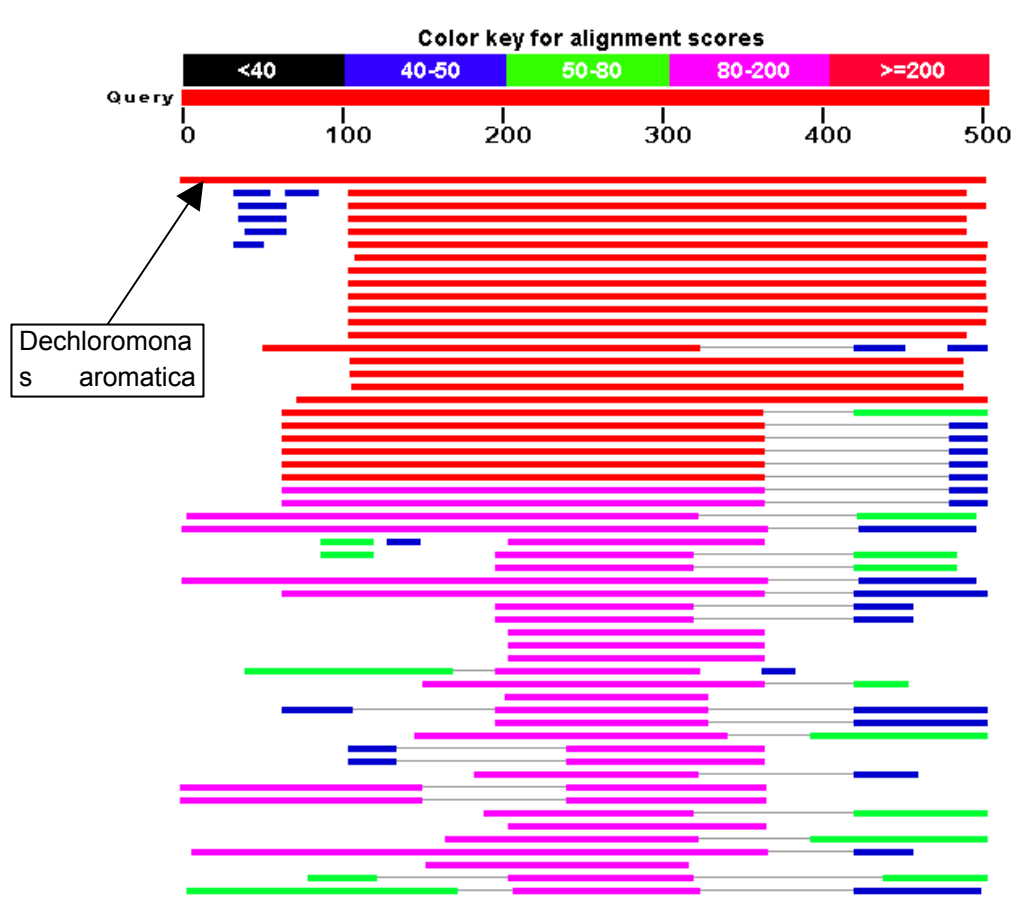 Color key for alignment scores
<40 40-50 50-80 80-200 >=200
Query
0 100 200 300 400 500
Dechloromona
s aromatica